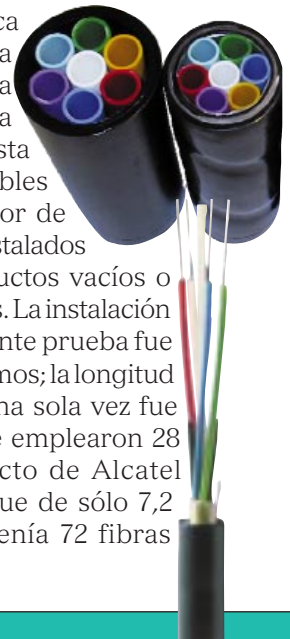 ca
a
a
a
sta
bles
or de
stalados
uctos vacíos o
s. La instalación
ente prueba fue
mos; la longitud
na sola vez fue
e emplearon 28
cto de Alcatel
ue de sólo 7,2
enía 72 fibras